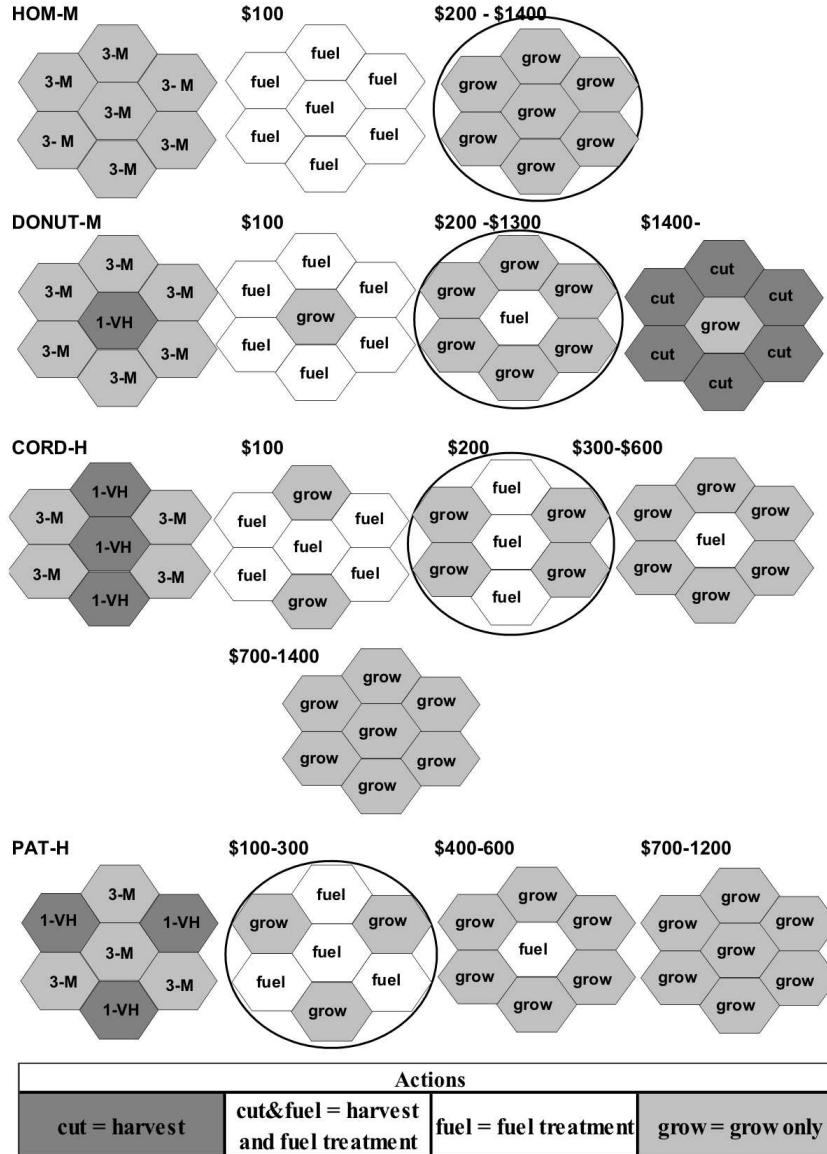 HOM-M $100 $200 - $1400
3-M fuel grow
3-M 3- M fuel fuel grow grow
3-M fuel grow
3- M 3-M fuel fuel grow grow
3-M fuel grow
DONUT-M $100 $200 -$1300 $1400-
3-M fuel grow cut
3-M 3-M fuel fuel grow grow cut cut
1-VH grow fuel grow
3-M 3-M fuel fuel grow grow cut cut
3-M fuel grow cut
CORD-H $100 $200 $300-$600
1-VH grow fuel grow
3-M 3-M fuel fuel grow grow grow grow
1-VH fuel fuel fuel
3-M 3-M fuel fuel grow grow grow grow
1-VH grow fuel grow
$700-1400
grow
grow grow
grow
grow grow
grow
PAT-H $100-300 $400-600 $700-1200
3-M fuel grow grow
1-VH 1-VH grow grow grow grow grow grow
3-M fuel fuel grow
3-M 3-M fuel fuel grow grow grow grow
1-VH grow grow grow
Actions
cut = harvest cut&fuel = harvest and fuel treatment fuel = fuel treatment grow = grow only